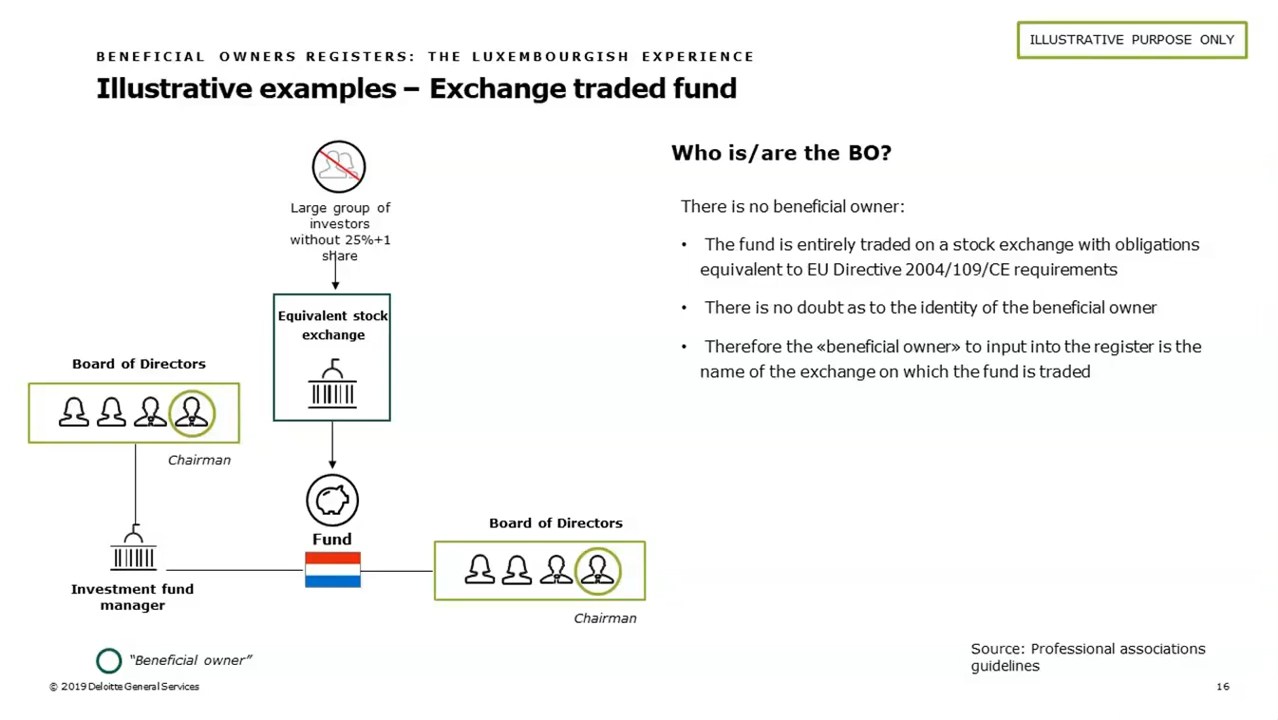 ILLUSTRATIVE PURPOSE ONLY
BENEFICIAL OWNERS REGISTERS: THE LUXEMBOURGISH EXPERIENCE
Illustrative examples – Exchange traded fund
Large group of
investors
without 25%+1
share
Equivalent stock
exchange
Board of Directors
Chairman
Fund
Investment fund
manager
Board of Directors
Chairman
"Beneficial owner"
Who is/are the BO?
There is no beneficial owner:
• The fund is entirely traded on a stock exchange with obligations
equivalent to EU Directive 2004/109/CE requirements
• There is no doubt as to the identity of the beneficial owner
• Therefore the «beneficial owner» to input into the register is the
name of the exchange on which the fund is traded
Source: Professional associations
guidelines
© 2019 Deloitte General Services
16